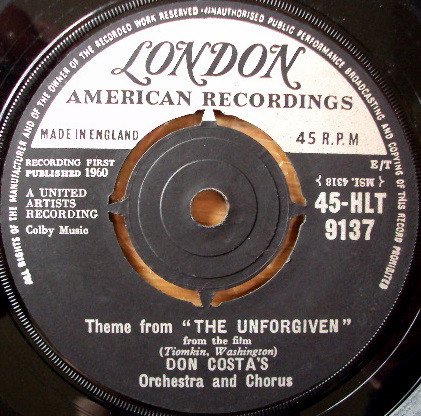 ALL RIGHTS OF THE MANUFACTURER AND OF THE OWNER OF THE RECORDED WORK RESERVED · UNAUTHORISED PUBLIC PERFORMANCE BROADCASTING AND COPYING OF THIS RECORD PROHIBITED
LONDON
AMERICAN RECORDINGS
MADE IN ENGLAND
45 R.P.M
E/T
RECORDING FIRST
PUBLISHED 1960
A UNITED
ARTISTS
RECORDING
Colby Music
{ MSI. 4318 }
45-HLT
9137
Theme from "THE UNFORGIVEN"
from the film
(Tiomkin, Washington)
DON COSTA'S
Orchestra and Chorus